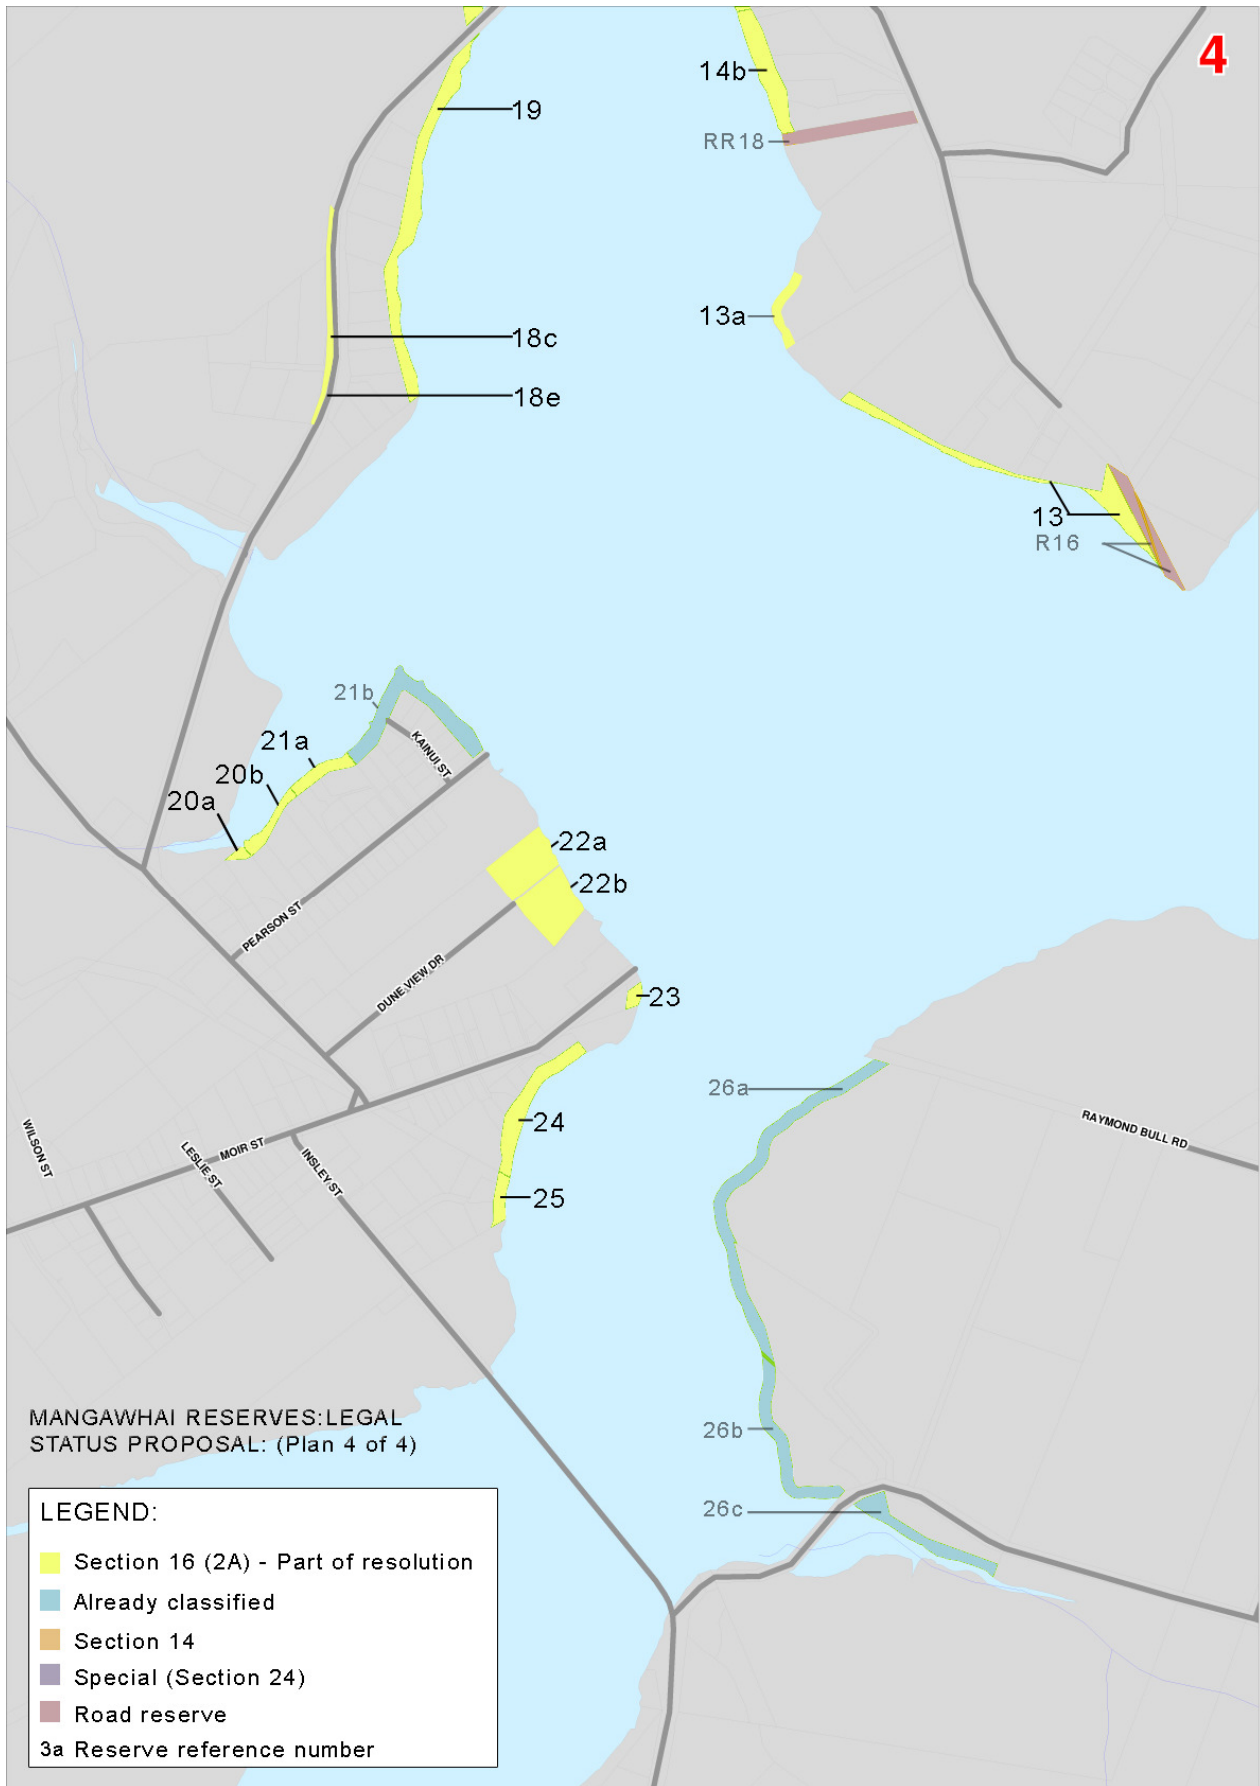 4
14b
19
RR18
13a
18c
18e
13
R16
21b
21a
KAINUI ST
20b
20a
22a
22b
PEARSON ST
DUNE VIEW DR
23
26a
24
RAYMOND BULL RD
WILSON ST
MOIR ST
LESLIE ST
INSLEY ST
25
MANGAWHAI RESERVES:LEGAL
STATUS PROPOSAL: (Plan 4 of 4)
26b
26c
LEGEND:
Section 16 (2A) - Part of resolution
Already classified
Section 14
Special (Section 24)
Road reserve
3a Reserve reference number